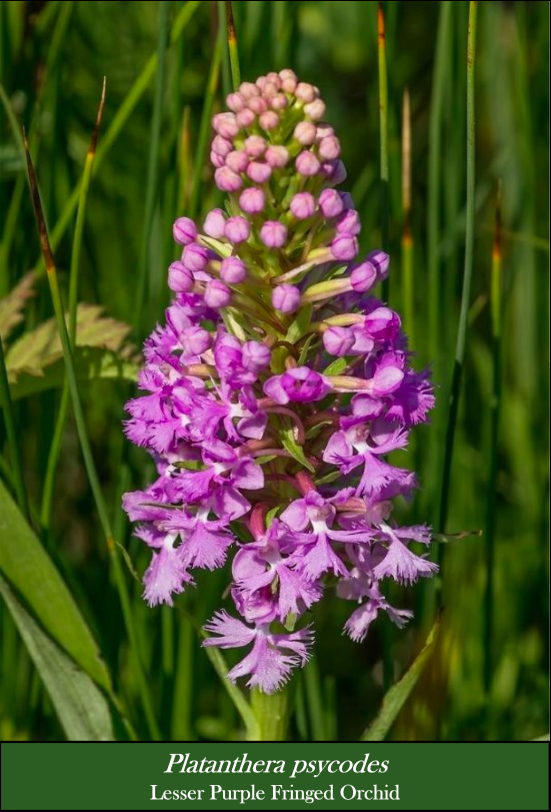 Platanthera psycodes
Lesser Purple Fringed Orchid